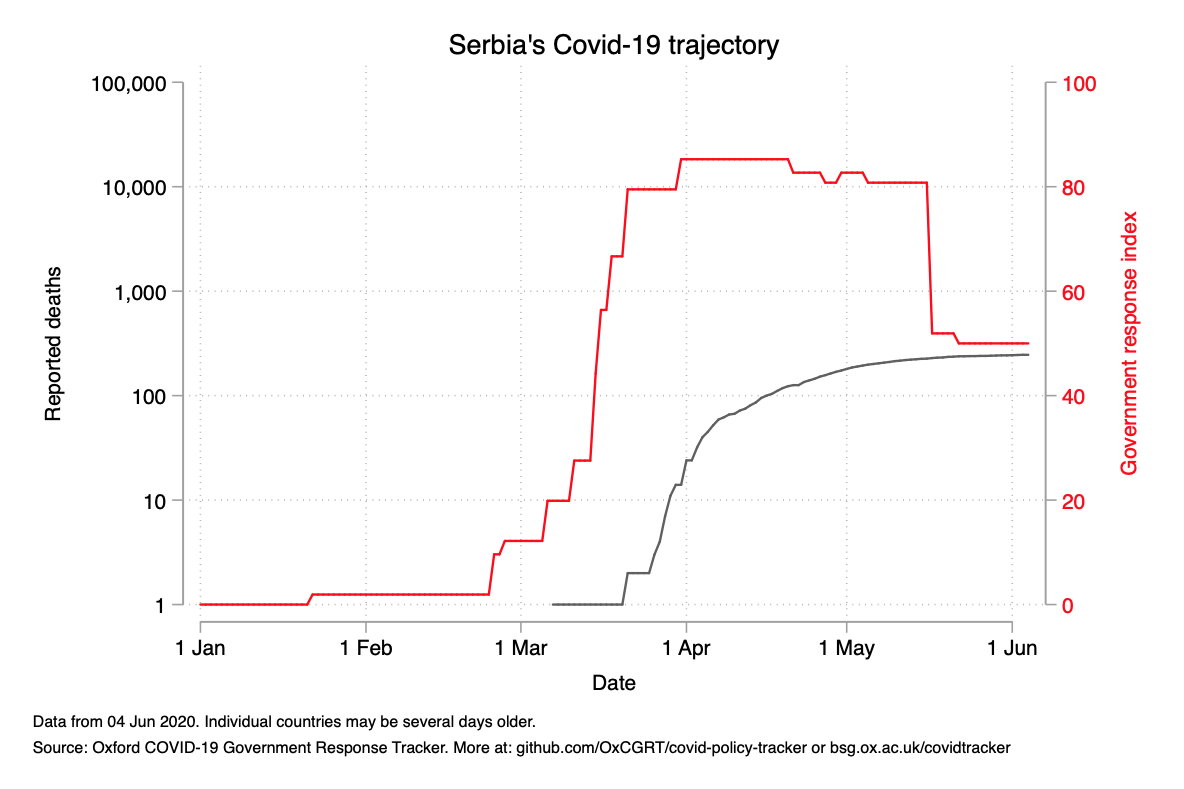 Serbia's Covid-19 trajectory
100,000
10,000
1,000
100
10
1
Reported deaths
100
80
60
40
20
0
Government response index
1 Jan 1 Feb 1 Mar 1 Apr 1 May 1 Jun
Date
Data from 04 Jun 2020. Individual countries may be several days older.
Source: Oxford COVID-19 Government Response Tracker. More at: github.com/OxCGRT/covid-policy-tracker or bsg.ox.ac.uk/covidtracker